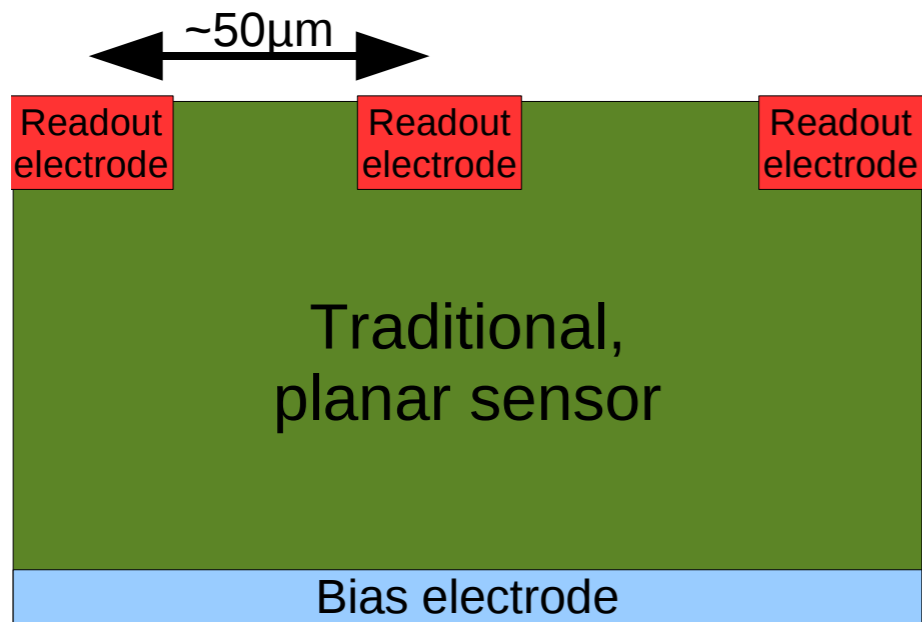 ~50µm
Readout
electrode
Readout
electrode
Readout
electrode
Traditional,
planar sensor
Bias electrode